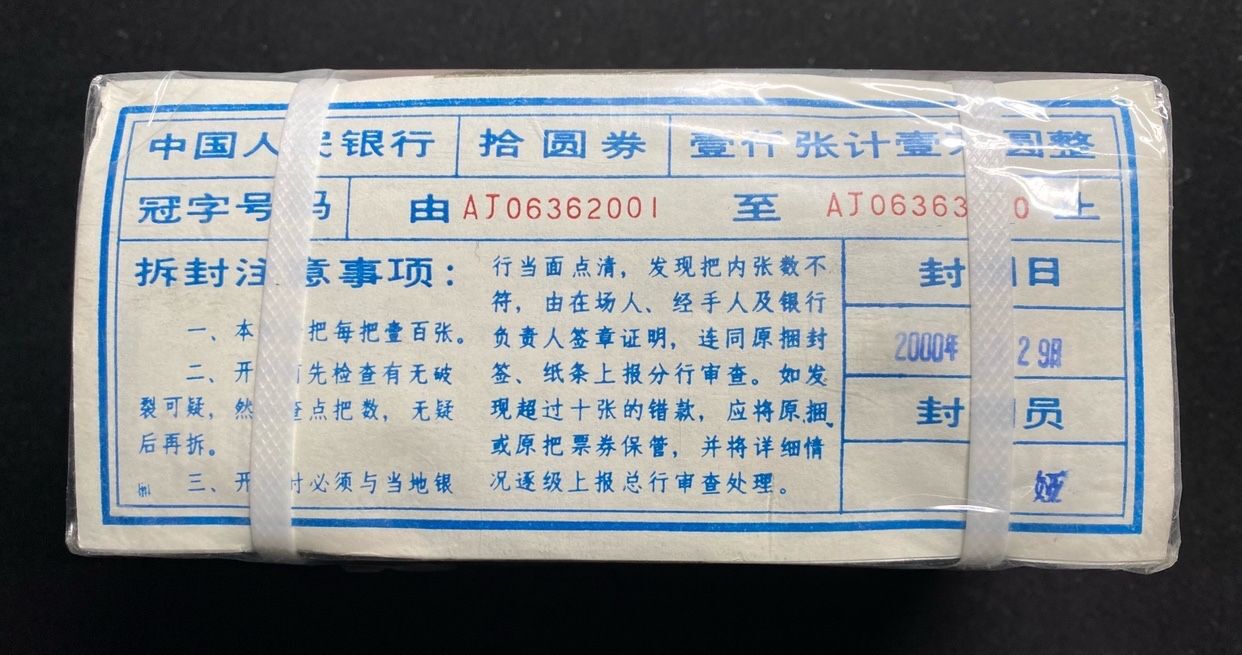 中国人民银行 拾圆券 壹仟张计壹万圆整
冠字号码 由 AJ06362001 至 AJ063630 止
拆封注意事项：
一、本 把每把壹百张。
二、开 先检查有无破
裂可疑，然 查点把数，无疑
后再拆。
三、开 封必须与当地银
行当面点清，发现把内张数不
符，由在场人、经手人及银行
负责人签章证明，连同原捆封
签、纸条上报分行审查。如发
现超过十张的错款，应将原捆、
或原把票券保管，并将详细情
况逐级上报总行审查处理。
封 日
2000年 2 9月
封 员
娅